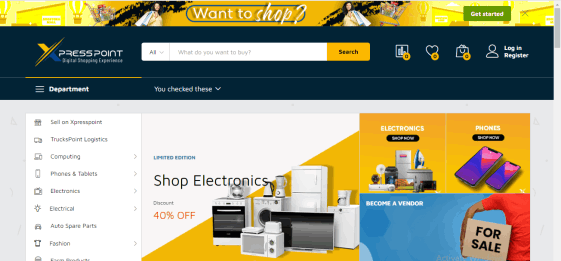 Want to shop?
Get started
XPRESSPOINT
Digital Shopping Experience
All
What do you want to buy?
Search
0
0
0
Log in
Register
Department
You checked these
Sell on Xpresspoint
TrucksPoint Logistics
Computing
Phones & Tablets
Electronics
Electrical
Auto Spare Parts
Fashion
Farm Products
LIMITED EDITION
Shop Electronics
Discount
40% OFF
ELECTRONICS
SHOP NOW
PHONES
SHOP NOW
BECOME A VENDOR
FOR
SALE